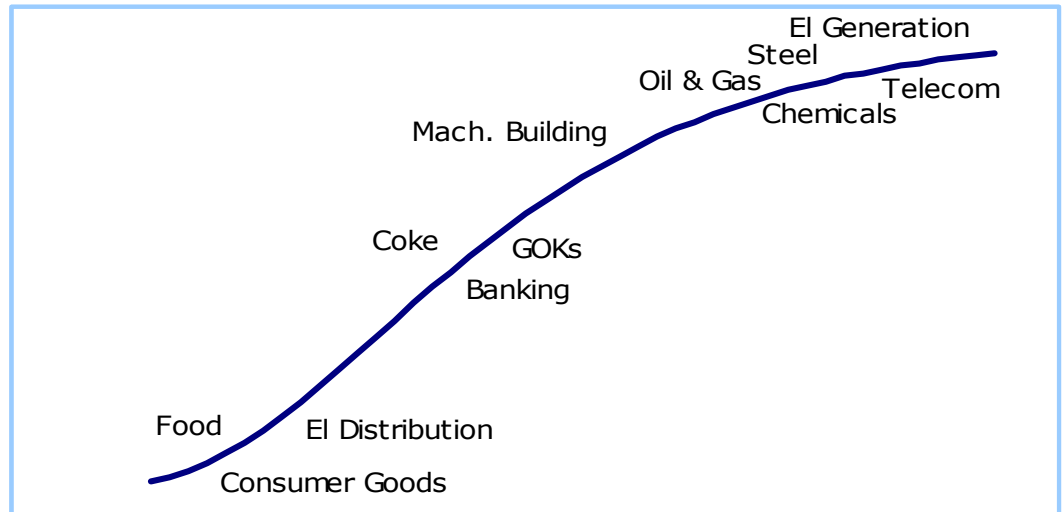 El Generation
Steel
Oil & Gas
Telecom
Chemicals
Mach. Building
Coke
GOKs
Banking
Food
El Distribution
Consumer Goods